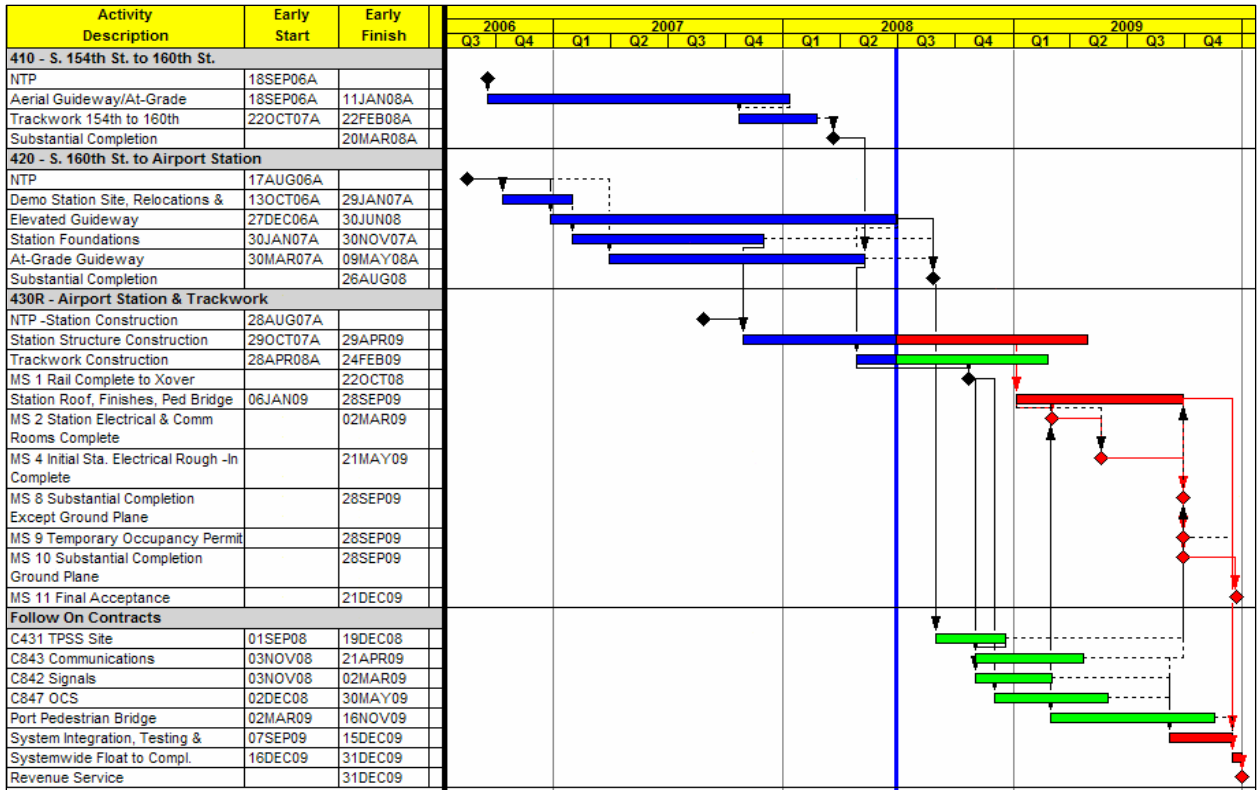 Activity Description Early Start Early Finish
2006 2007 2008 2009
Q3 Q4 Q1 Q2 Q3 Q4 Q1 Q2 Q3 Q4 Q1 Q2 Q3 Q4
410 - S. 154th St. to 160th St.
NTP 18SEP06A
Aerial Guideway/At-Grade 18SEP06A 11JAN08A
Trackwork 154th to 160th 22OCT07A 22FEB08A
Substantial Completion 20MAR08A
420 - S. 160th St. to Airport Station
NTP 17AUG06A
Demo Station Site, Relocations & 13OCT06A 29JAN07A
Elevated Guideway 27DEC06A 30JUN08
Station Foundations 30JAN07A 30NOV07A
At-Grade Guideway 30MAR07A 09MAY08A
Substantial Completion 26AUG08
430R - Airport Station & Trackwork
NTP -Station Construction 28AUG07A
Station Structure Construction 29OCT07A 29APR09
Trackwork Construction 28APR08A 24FEB09
MS 1 Rail Complete to Xover 22OCT08
Station Roof, Finishes, Ped Bridge 06JAN09 28SEP09
MS 2 Station Electrical & Comm 02MAR09
Rooms Complete
MS 4 Initial Sta. Electrical Rough -In 21MAY09
Complete
MS 8 Substantial Completion 28SEP09
Except Ground Plane
MS 9 Temporary Occupancy Permit 28SEP09
MS 10 Substantial Completion 28SEP09
Ground Plane
MS 11 Final Acceptance 21DEC09
Follow On Contracts
C431 TPSS Site 01SEP08 19DEC08
C843 Communications 03NOV08 21APR09
C842 Signals 03NOV08 02MAR09
C847 OCS 02DEC08 30MAY09
Port Pedestrian Bridge 02MAR09 16NOV09
System Integration, Testing & 07SEP09 15DEC09
Systemwide Float to Compl. 16DEC09 31DEC09
Revenue Service 31DEC09